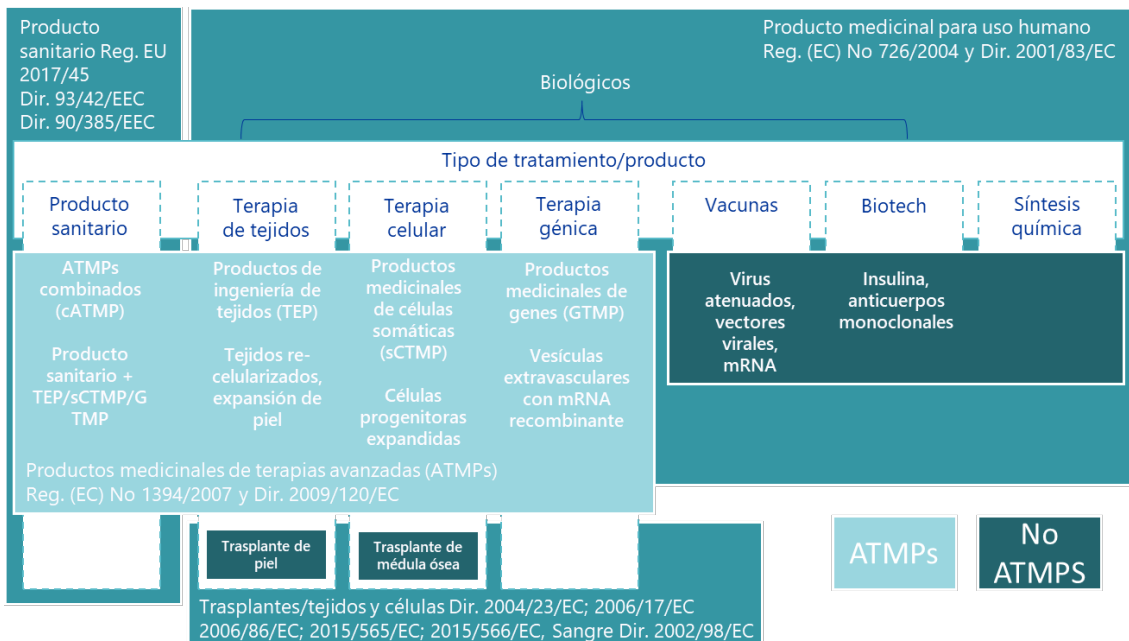 Producto
sanitario Reg. EU
2017/45
Dir. 93/42/EEC
Dir. 90/385/EEC
Producto medicinal para uso humano
Reg. (EC) No 726/2004 y Dir. 2001/83/EC
Biológicos
Tipo de tratamiento/producto
Producto
sanitario
Terapia
de tejidos
Terapia
celular
Terapia
génica
Vacunas
Biotech
Síntesis
química
ATMPs
combinados
(cATMP)
Producto
sanitario +
TEP/sCTMP/G
TMP
Productos de
ingeniería de
tejidos (TEP)
Tejidos re-
celularizados,
expansión de
piel
Productos
medicinales
de células
somáticas
(sCTMP)
Células
progenitoras
expandidas
Productos
medicinales de
genes (GTMP)
Vesículas
extravasculares
con mRNA
recombinante
Virus
atenuados,
vectores
virales,
mRNA
Insulina,
anticuerpos
monoclonales
Productos medicinales de terapias avanzadas (ATMPs)
Reg. (EC) No 1394/2007 y Dir. 2009/120/EC
Trasplante de
piel
Trasplante de
médula ósea
ATMPs
No
ATMPS
Trasplantes/tejidos y células Dir. 2004/23/EC; 2006/17/EC
2006/86/EC; 2015/565/EC; 2015/566/EC, Sangre Dir. 2002/98/EC